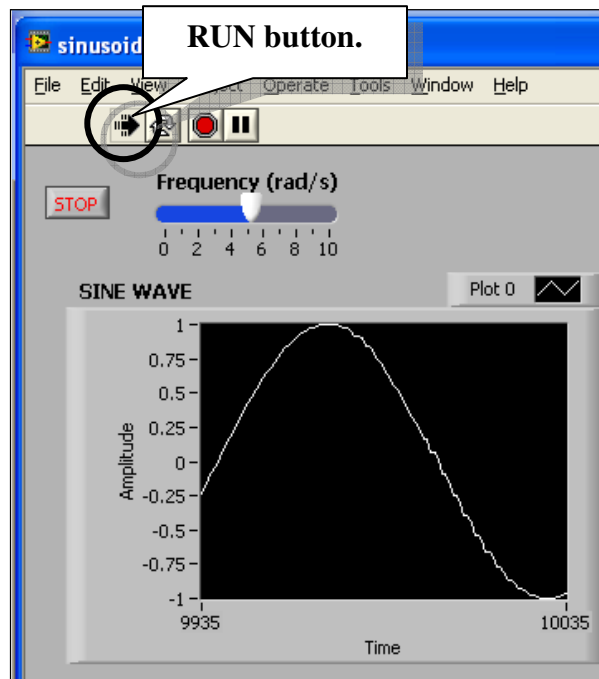 RUN button.
sinusoid
File Edit View Project Operate Tools Window Help
STOP
Frequency (rad/s)
0 2 4 6 8 10
SINE WAVE
Plot 0
1
0.75
0.5
0.25
0
-0.25
-0.5
-0.75
-1
Amplitude
9935 10035
Time